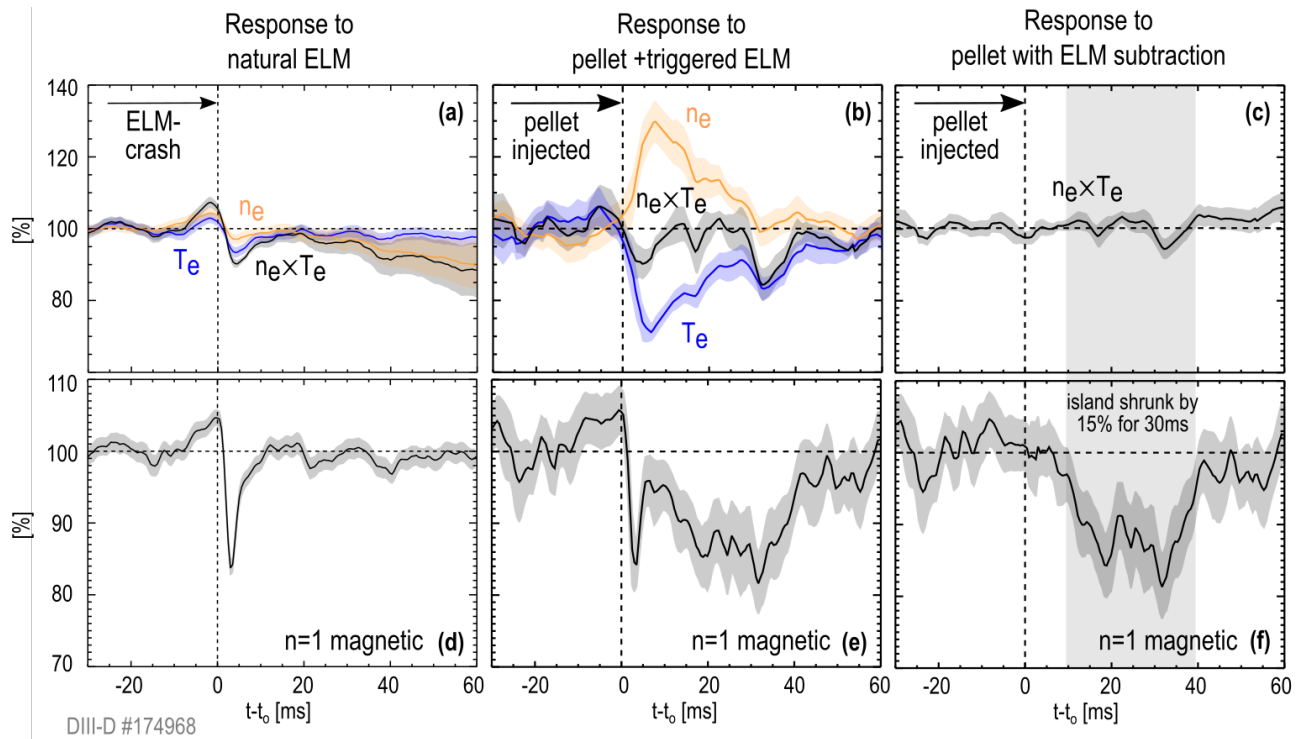 Response to
natural ELM
Response to
pellet +triggered ELM
Response to
pellet with ELM subtraction
140
120
100
80
[%]
ELM-
crash
(a)
ne
Te
ne×Te
pellet
injected
(b)
ne
ne×Te
Te
pellet
injected
(c)
ne×Te
110
100
90
80
70
[%]
n=1 magnetic (d)
n=1 magnetic (e)
island shrunk by
15% for 30ms
n=1 magnetic (f)
-20 0 20 40 60
-20 0 20 40 60
-20 0 20 40 60
t-to [ms]
t-to [ms]
t-to [ms]
DIII-D #174968